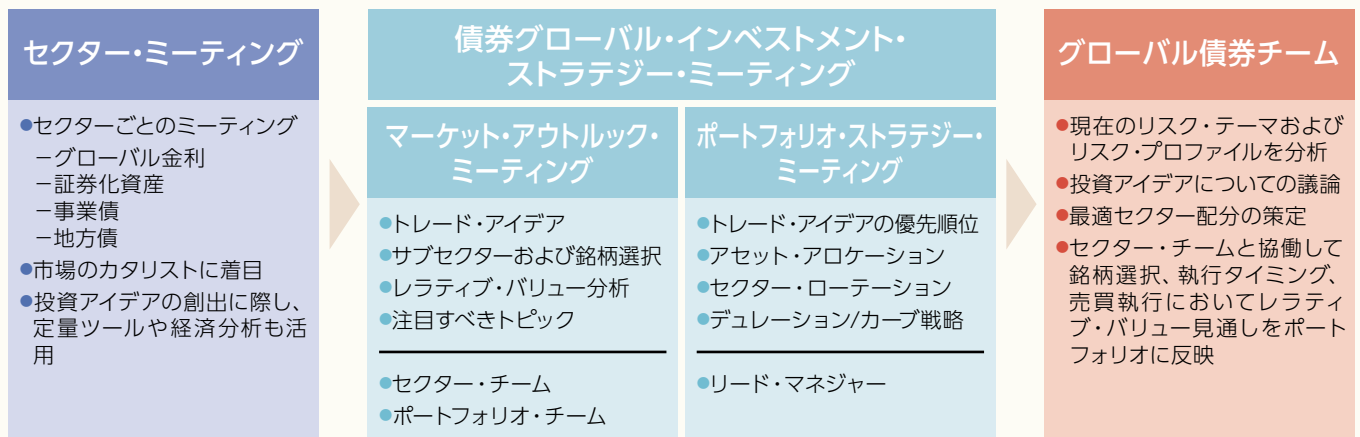 セクター・ミーティング
●セクターごとのミーティング
－グローバル金利
－証券化資産
－事業債
－地方債
●市場のカタリストに着目
●投資アイデアの創出に際し、
定量ツールや経済分析も活
用
債券グローバル・インベストメント・
ストラテジー・ミーティング
マーケット・アウトルック・
ミーティング
●トレード・アイデア
●サブセクターおよび銘柄選択
●レラティブ・バリュー分析
●注目すべきトピック
●セクター・チーム
●ポートフォリオ・チーム
ポートフォリオ・ストラテジー・
ミーティング
●トレード・アイデアの優先順位
●アセット・アロケーション
●セクター・ローテーション
●デュレーション/カーブ戦略
●リード・マネジャー
グローバル債券チーム
●現在のリスク・テーマおよび
リスク・プロファイルを分析
●投資アイデアについての議論
●最適セクター配分の策定
●セクター・チームと協働して
銘柄選択、執行タイミング、
売買執行においてレラティ
ブ・バリュー見通しをポート
フォリオに反映